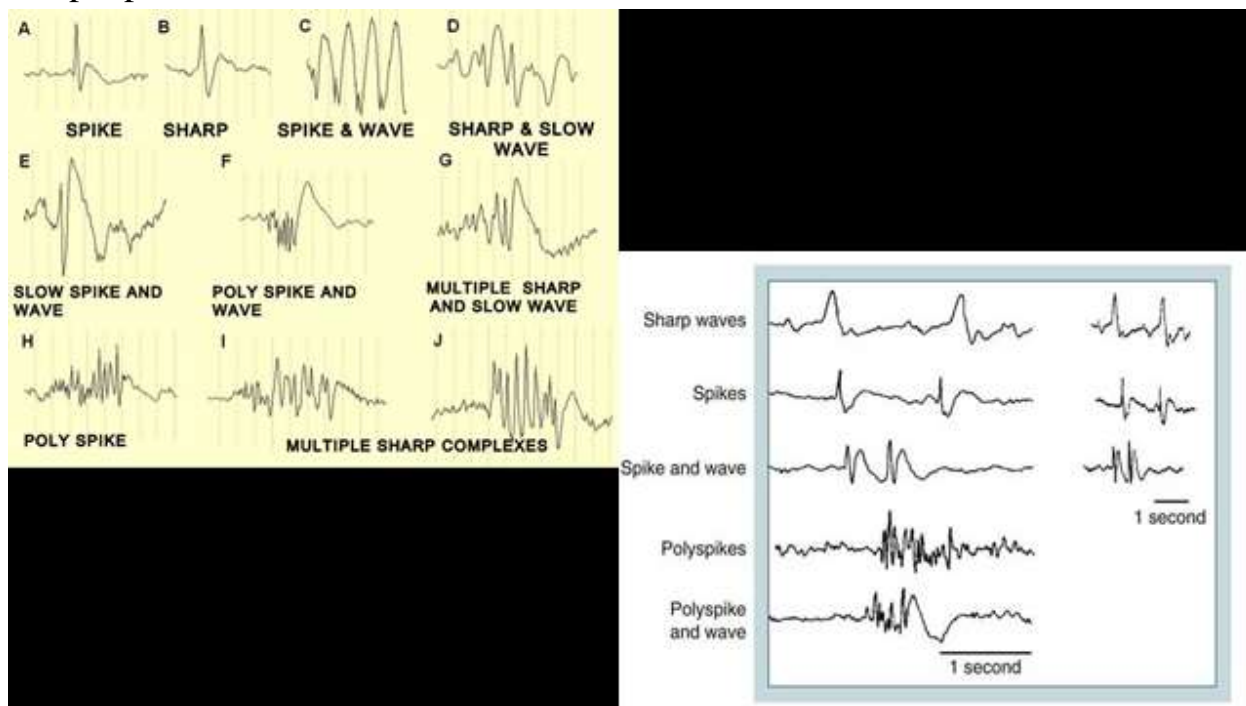 A
B
C
D
SPIKE
SHARP
SPIKE & WAVE
SHARP & SLOW
WAVE
E
F
G
SLOW SPIKE AND
WAVE
POLY SPIKE AND
WAVE
MULTIPLE SHARP
AND SLOW WAVE
H
I
J
POLY SPIKE
MULTIPLE SHARP COMPLEXES
Sharp waves
Spikes
Spike and wave
1 second
Polyspikes
Polyspike
and wave
1 second